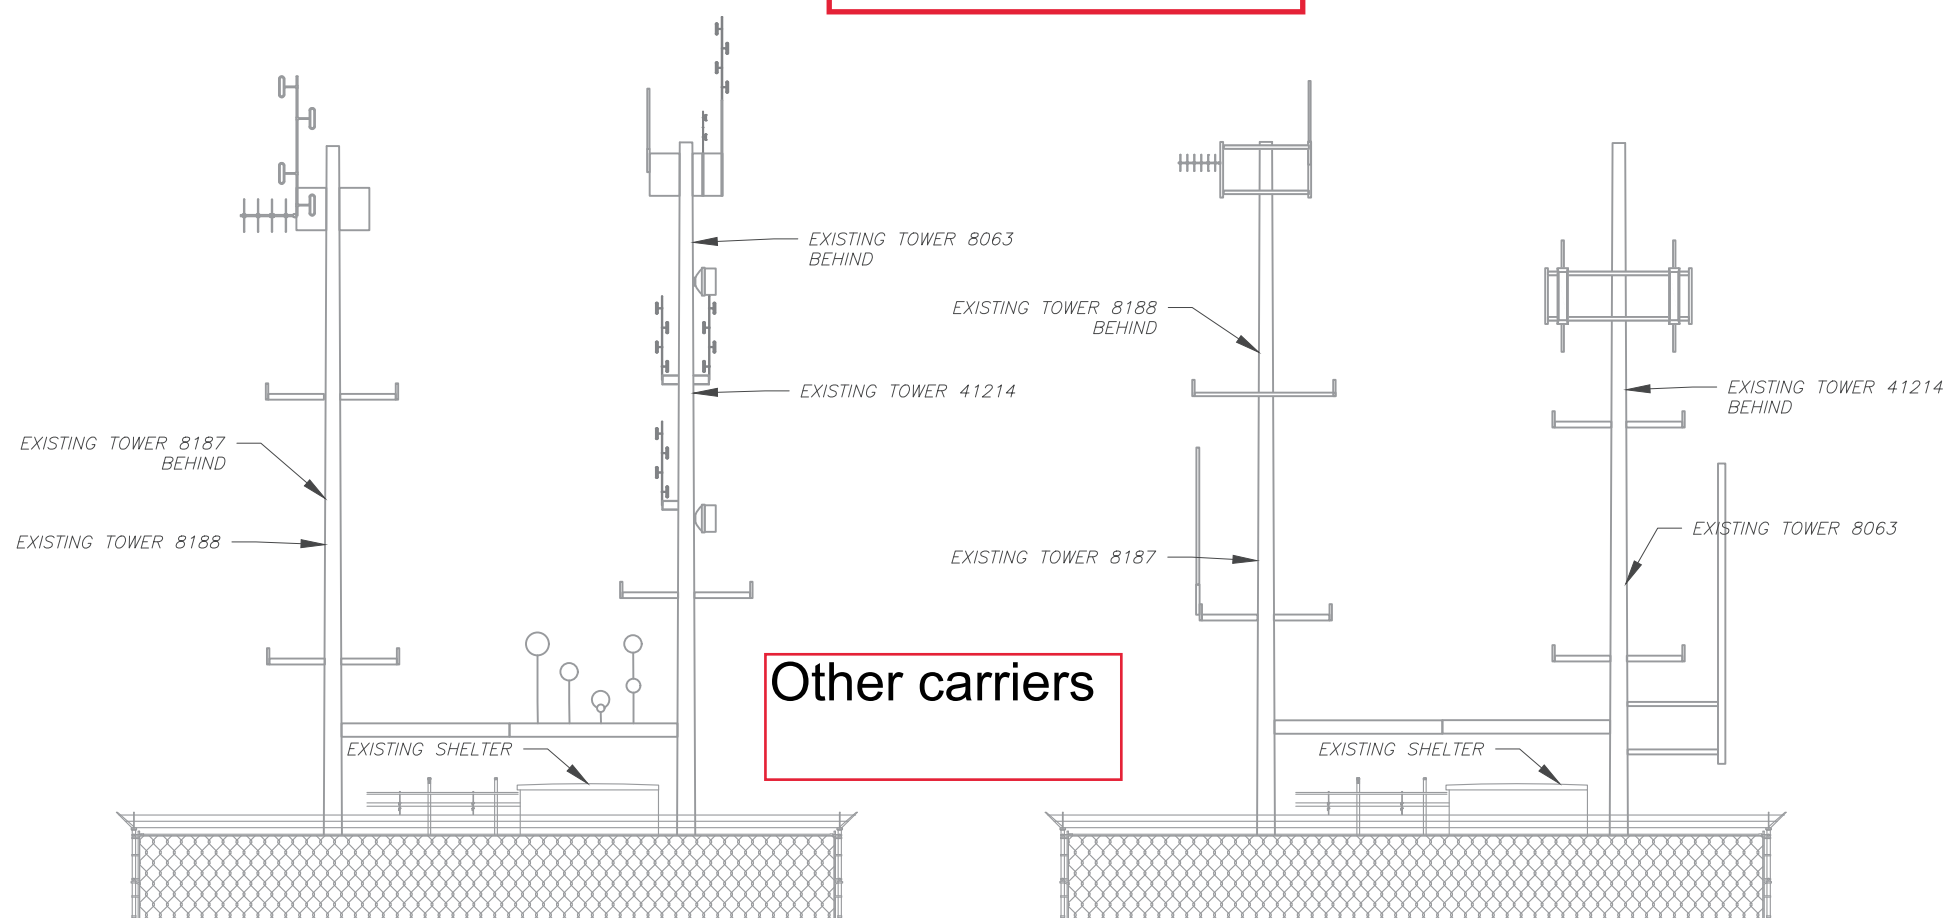 EXISTING TOWER 8063
BEHIND
EXISTING TOWER 8188
BEHIND
EXISTING TOWER 41214
EXISTING TOWER 41214
BEHIND
EXISTING TOWER 8187
BEHIND
EXISTING TOWER 8188
EXISTING TOWER 8187
EXISTING TOWER 8063
Other carriers
EXISTING SHELTER
EXISTING SHELTER